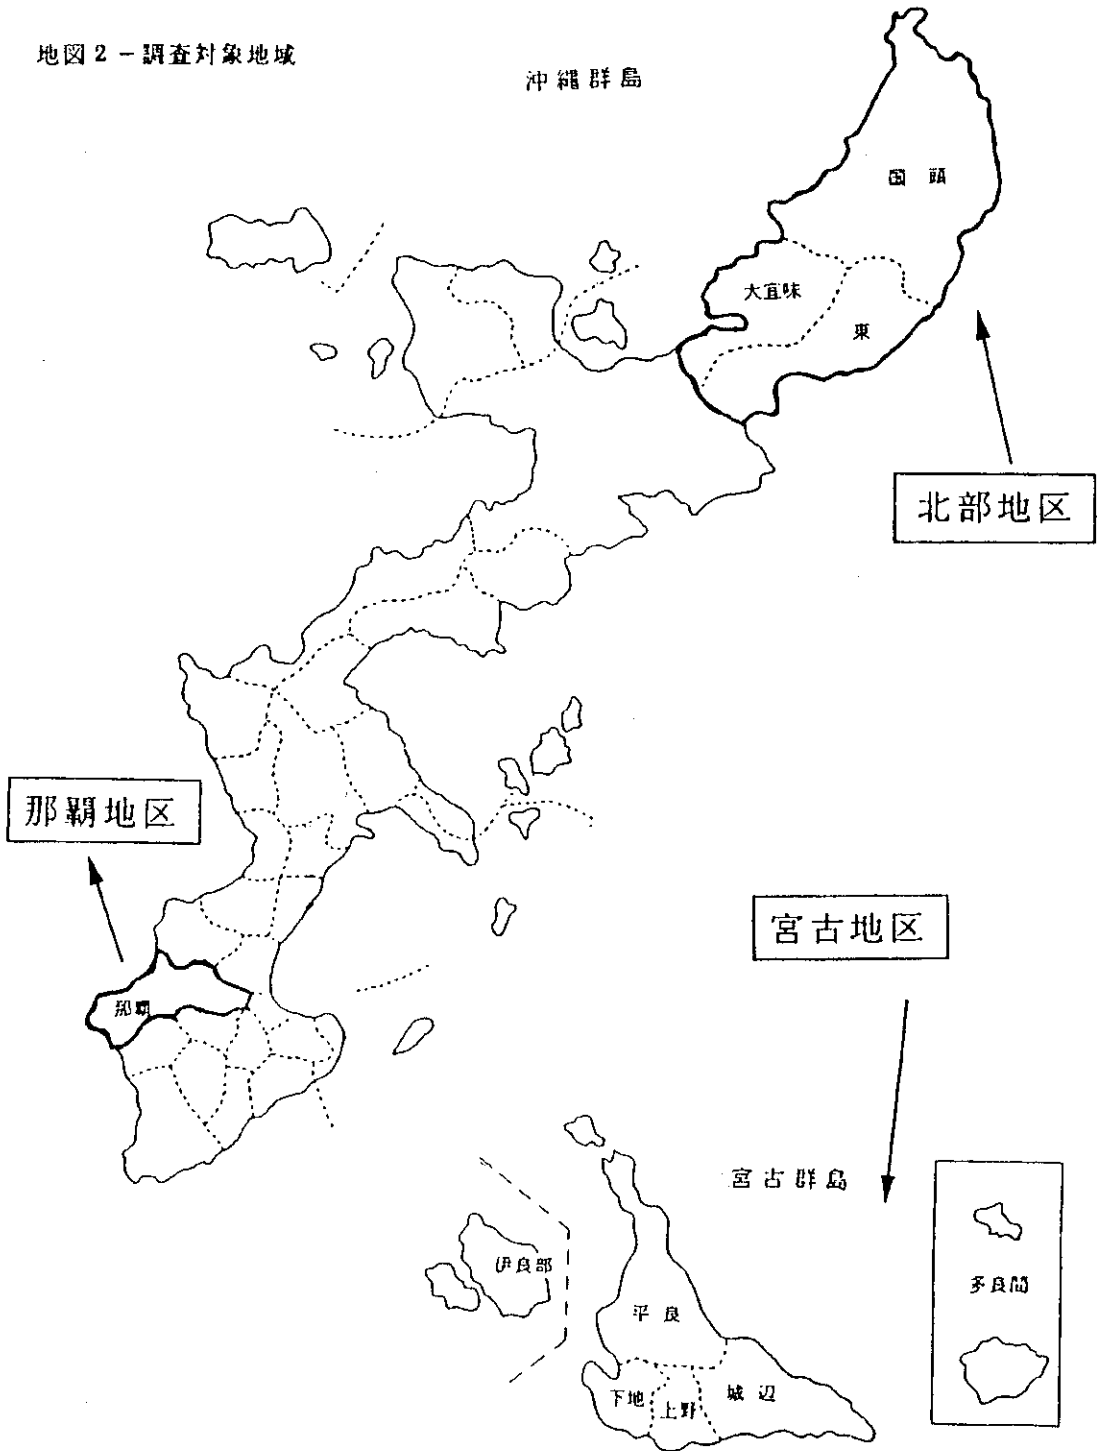 地図2－調査対象地域
沖縄群島
国頭
大宜味
東
北部地区
那覇地区
那覇
宮古地区
宮古群島
伊良部
多良間
平良
下地
上野
城辺